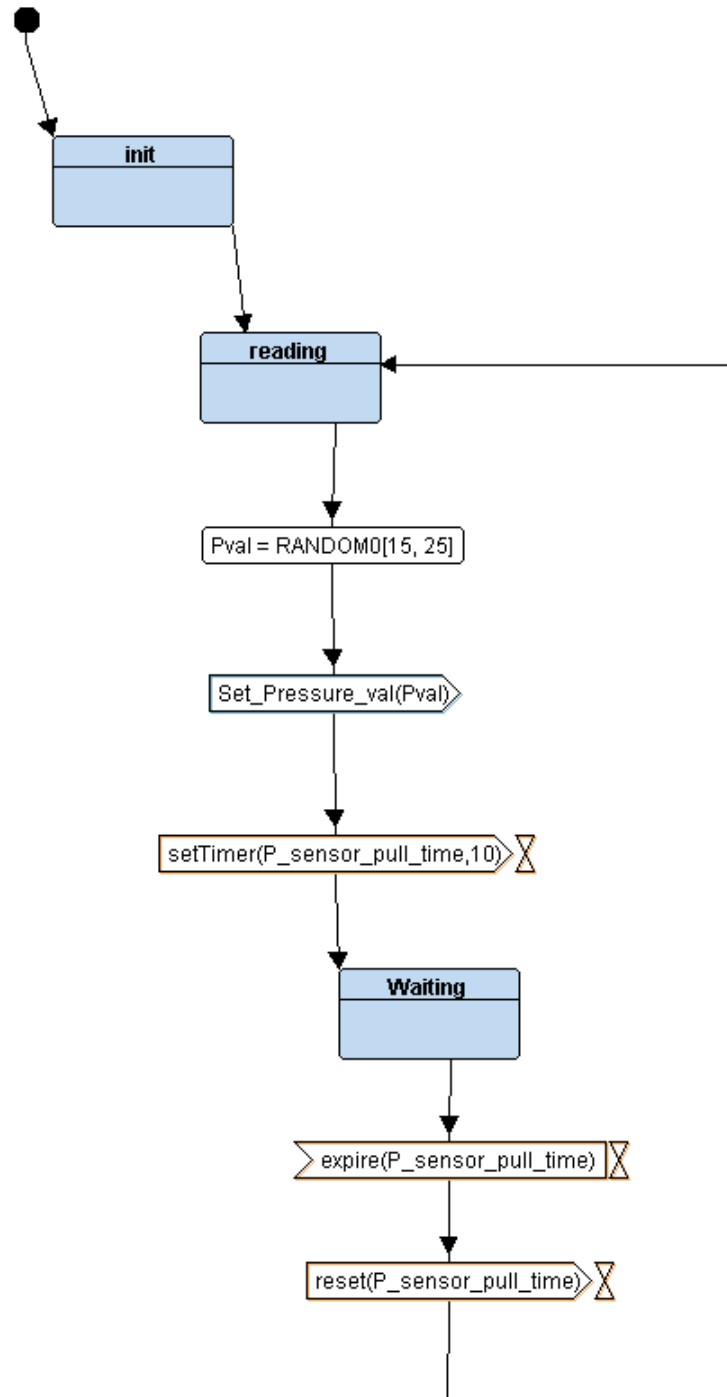 init
reading
Pval = RANDOM0[15, 25]
Set_Pressure_val(Pval)
setTimer(P_sensor_pull_time,10)
Waiting
expire(P_sensor_pull_time)
reset(P_sensor_pull_time)